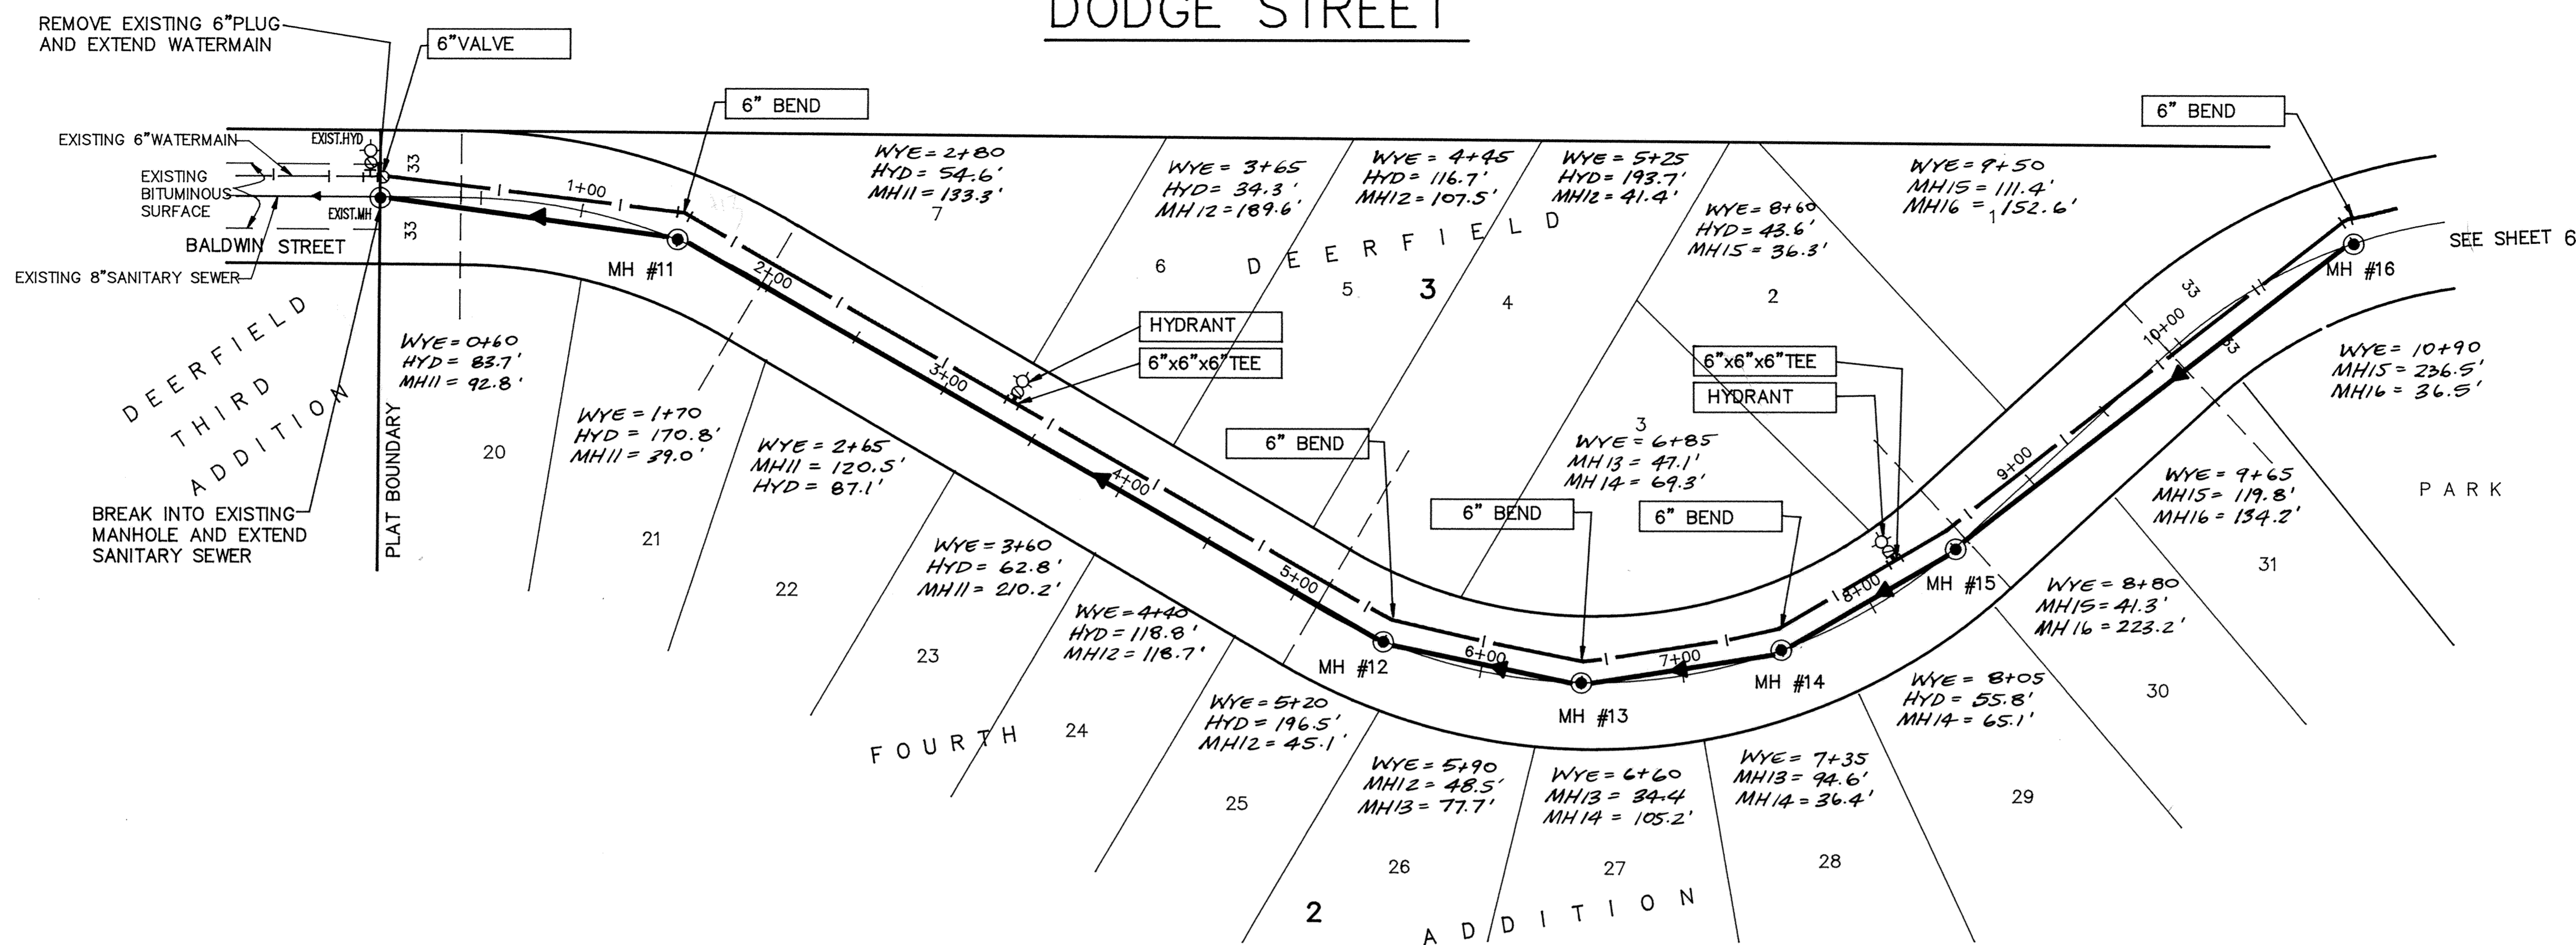 DODGE STREET
REMOVE EXISTING 6"PLUG
AND EXTEND WATERMAIN
6"VALVE
6" BEND
6" BEND
EXISTING 6"WATERMAIN
EXIST.HYD
EXISTING
BITUMINOUS
SURFACE
EXIST.MH
33
33
BALDWIN STREET
EXISTING 8"SANITARY SEWER
1+00
MH #11
2+00
WYE = 2+80
HYD = 54.6'
MH11 = 133.3'
7
WYE = 3+65
HYD = 34.3'
MH12 = 189.6'
6
WYE = 4+45
HYD = 116.7'
MH12 = 107.5'
5
WYE = 5+25
HYD = 193.7'
MH12 = 41.4'
4
DEERFIELD
3
WYE = 8+60
HYD = 43.6'
MH15 = 36.3'
2
WYE = 9+50
MH15 = 111.4'
MH16 = 152.6'
1
MH #16
SEE SHEET 6
DEERFIELD
THIRD
ADDITION
PLAT BOUNDARY
BREAK INTO EXISTING
MANHOLE AND EXTEND
SANITARY SEWER
WYE = 0+60
HYD = 83.7'
MH11 = 92.8'
20
WYE = 1+70
HYD = 170.8'
MH11 = 39.0'
21
WYE = 2+65
MH11 = 120.5'
HYD = 87.1'
22
3+00
HYDRANT
6"x6"x6"TEE
6"x6"x6"TEE
HYDRANT
33
10+00
33
WYE = 10+90
MH15 = 236.5'
MH16 = 36.5'
6" BEND
4+00
3
WYE = 6+85
MH13 = 47.1'
MH14 = 69.3'
6" BEND
6" BEND
9+00
WYE = 9+65
MH15 = 119.8'
MH16 = 134.2'
31
PARK
WYE = 3+60
HYD = 62.8'
MH11 = 210.2'
23
WYE = 4+40
HYD = 118.8'
MH12 = 118.7'
24
5+00
MH #12
6+00
MH #13
7+00
MH #14
8+00
MH #15
WYE = 8+80
MH15 = 41.3'
MH16 = 223.2'
30
WYE = 5+20
HYD = 196.5'
MH12 = 45.1'
25
WYE = 5+90
MH12 = 48.5'
MH13 = 77.7'
26
WYE = 6+60
MH13 = 34.4
MH14 = 105.2'
27
WYE = 7+35
MH13 = 94.6'
MH14 = 36.4'
28
WYE = 8+05
HYD = 55.8'
MH14 = 65.1'
29
FOURTH
2
ADDITION